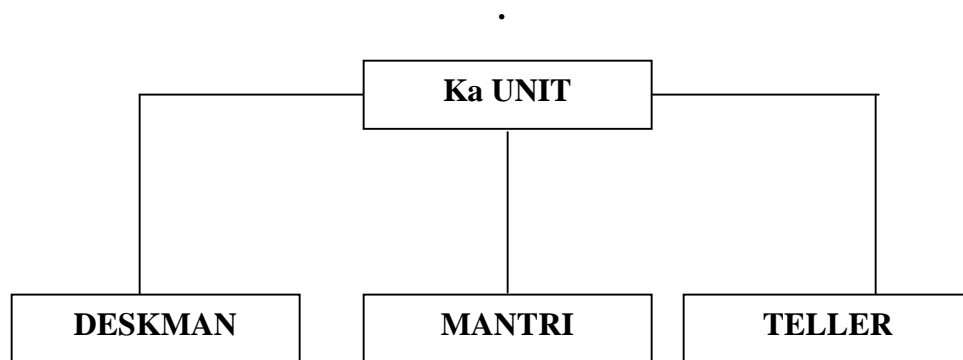 .
Ka UNIT
DESKMAN
MANTRI
TELLER